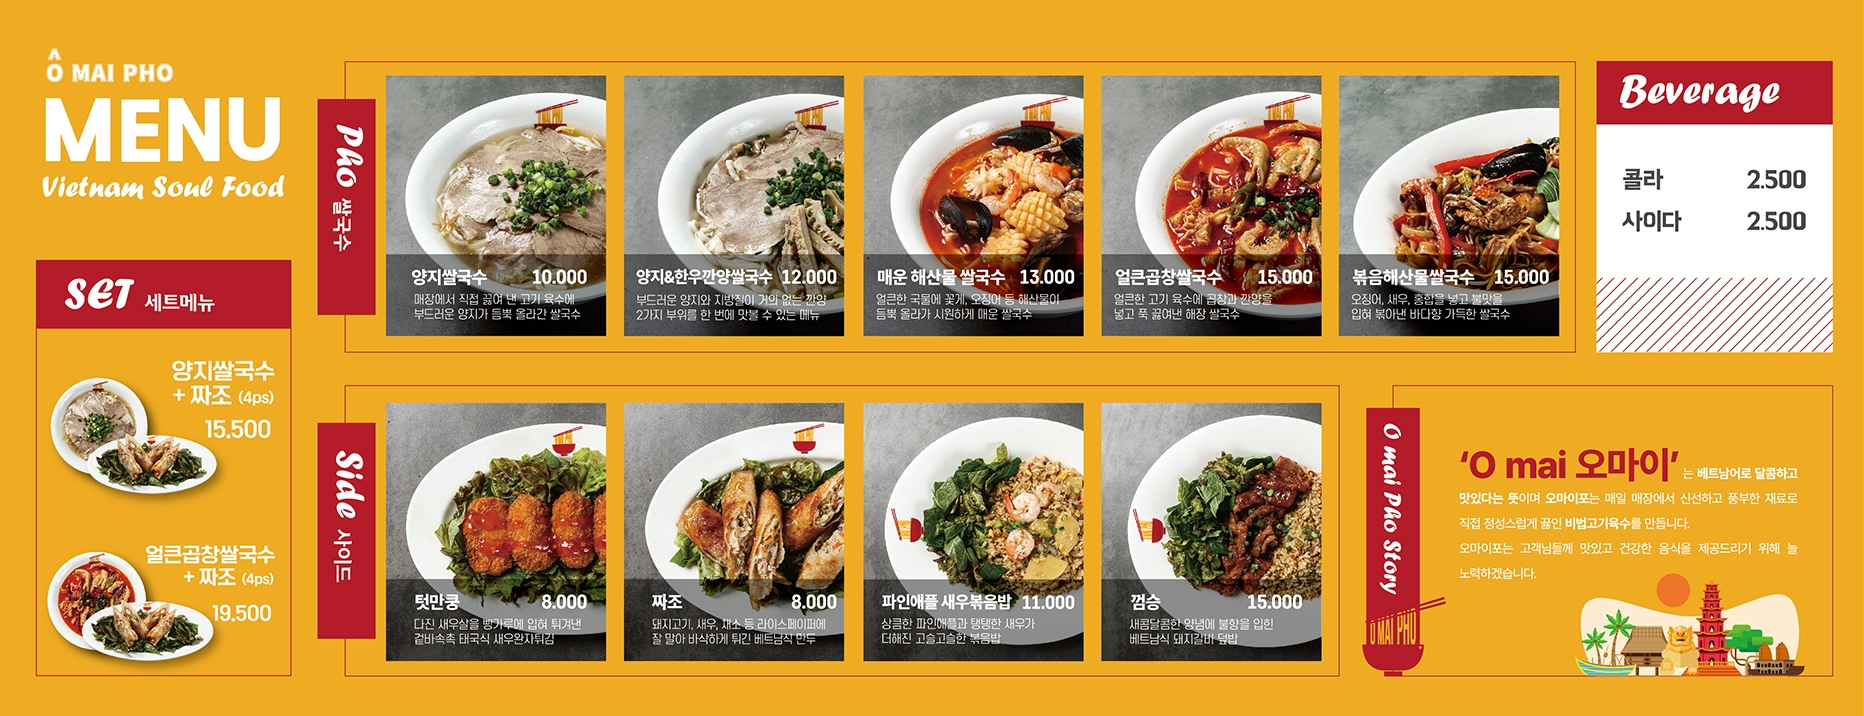 Ô MAI PHO
MENU
Vietnam Soul Food
SET 세트메뉴
양지쌀국수
+ 짜조 (4ps)
15.500
얼큰곱창쌀국수
+ 짜조 (4ps)
19.500
Pho 쌀국수
양지쌀국수 10.000
매장에서 직접 끓여 낸 고기 육수에
부드러운 양지가 듬뿍 올라간 쌀국수
양지&한우깐양쌀국수 12.000
부드러운 양지와 지방질이 거의 없는 깐양
2가지 부위를 한 번에 맛볼 수 있는 메뉴
매운 해산물 쌀국수 13.000
얼큰한 국물에 꽃게, 오징어 등 해산물이
듬뿍 올라가 시원하게 매운 쌀국수
얼큰곱창쌀국수 15.000
얼큰한 고기 육수에 곱창과 깐양을
넣고 푹 끓여낸 해장 쌀국수
볶음해산물쌀국수 15.000
오징어, 새우, 홍합을 넣고 불맛을
입혀 볶아낸 바다향 가득한 쌀국수
Beverage
콜라 2.500
사이다 2.500
Side 사이드
텃만쿵 8.000
다진 새우살을 빵가루에 입혀 튀겨낸
겉바속촉 태국식 새우완자튀김
짜조 8.000
돼지고기, 새우, 채소 등 라이스페이퍼에
잘 말아 바삭하게 튀긴 베트남식 만두
파인애플 새우볶음밥 11.000
상큼한 파인애플과 탱탱한 새우가
더해진 고슬고슬한 볶음밥
껌승 15.000
새콤달콤한 양념에 불향을 입힌
베트남식 돼지갈비 덮밥
O mai Pho Story
‘O mai 오마이’ 는 베트남어로 달콤하고
맛있다는 뜻이며 오마이포는 매일 매장에서 신선하고 풍부한 재료로
직접 정성스럽게 끓인 비법고기육수를 만듭니다.
오마이포는 고객님들께 맛있고 건강한 음식을 제공드리기 위해 늘
노력하겠습니다.
O MAI PHO